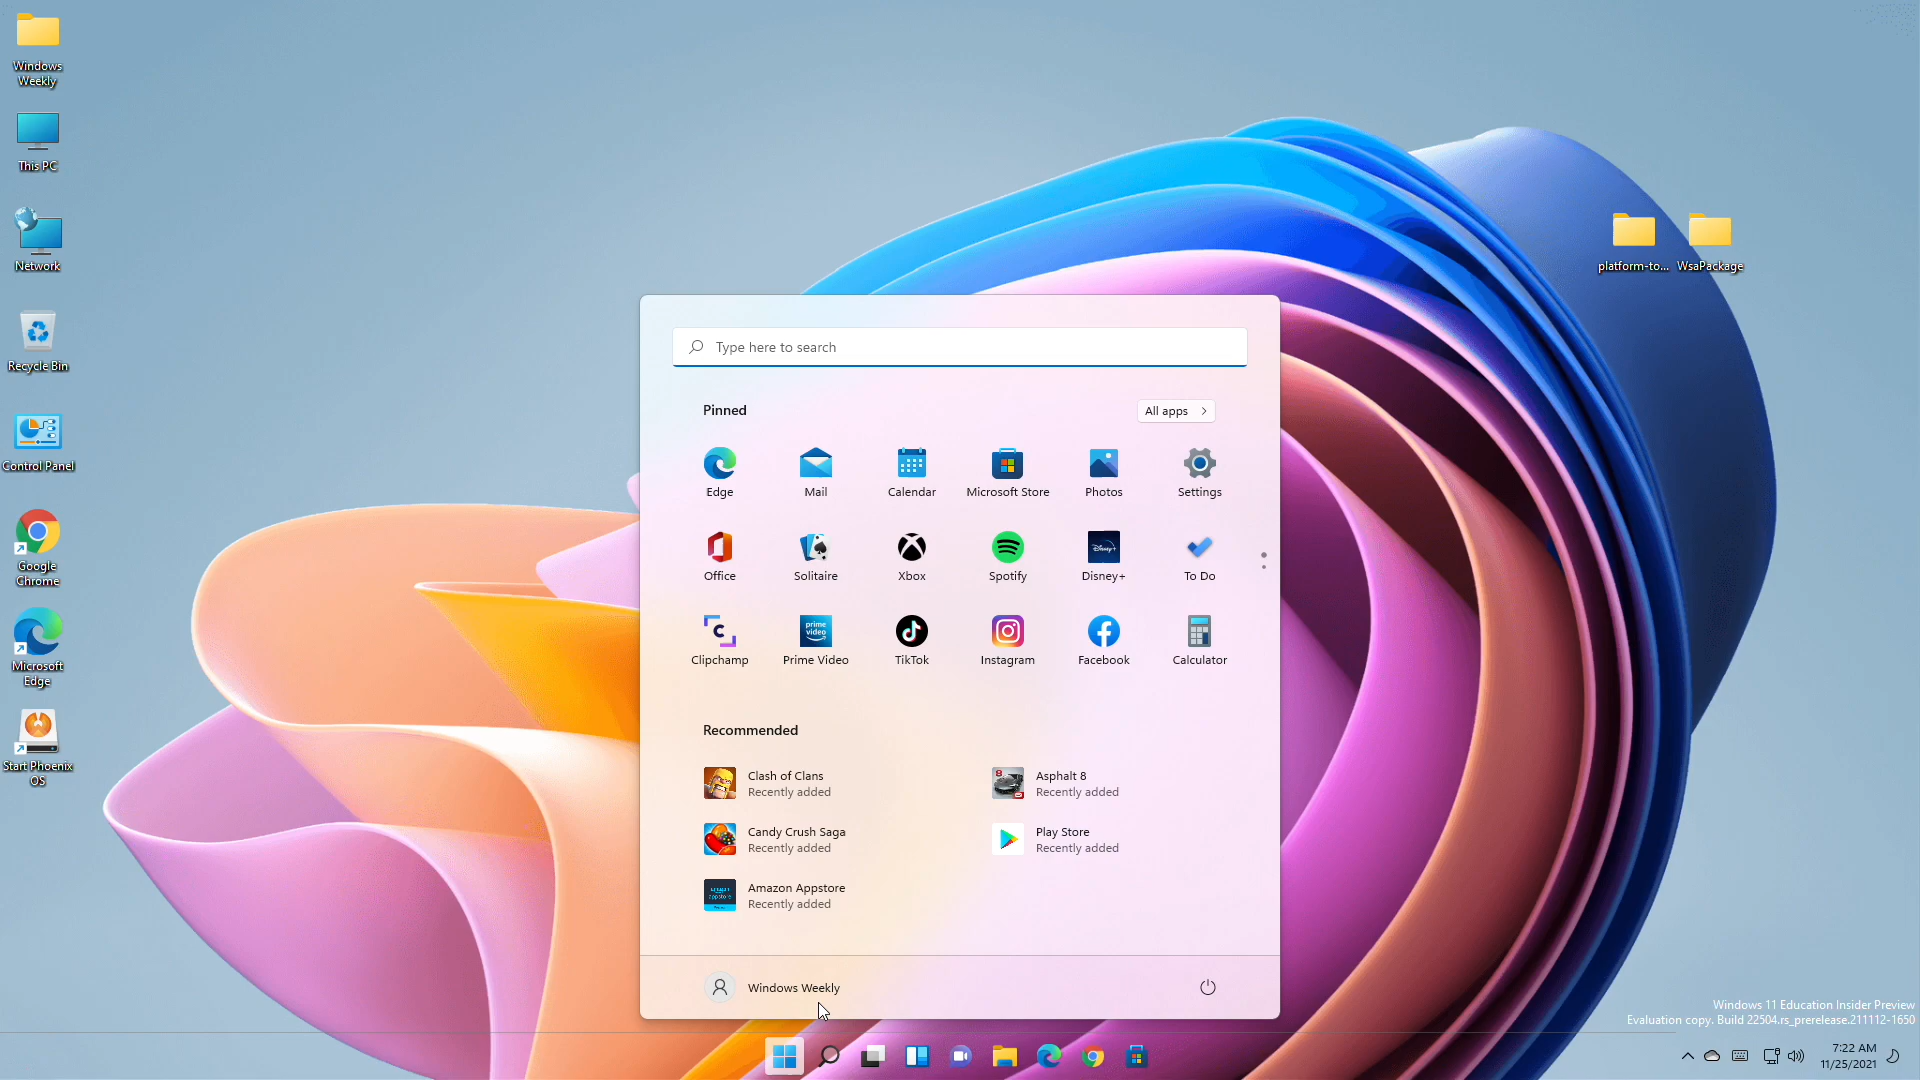 Windows
Weekly
This PC
Network
Recycle Bin
Control Panel
Google
Chrome
Microsoft
Edge
Start Phoenix
OS
platform-to...
WsaPackage
Type here to search
Pinned
All apps
Edge
Mail
Calendar
Microsoft Store
Photos
Settings
Office
Solitaire
Xbox
Disney+
Spotify
Disney+
To Do
prime
video
Clipchamp
Prime Video
TikTok
Instagram
Facebook
Calculator
Recommended
Clash of Clans
Recently added
Asphalt 8
Recently added
Candy Crush Saga
Recently added
Play Store
Recently added
appstore
Amazon Appstore
Recently added
Windows Weekly
Windows 11 Education Insider Preview
Evaluation copy. Build 22504.rs_prerelease.211112-1650
7:22 AM
11/25/2021